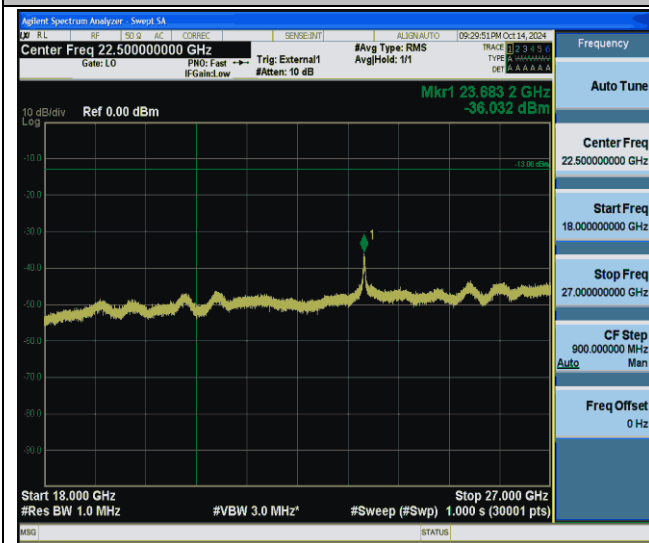 Agilent Spectrum Analyzer - Swept SA
RL RF 50 Ω AC CORREC SENSE:INT ALIGNAUTO 09:29:51 PM Oct 14, 2024
Center Freq 22.500000000 GHz
Gate: LO
PNO: Fast
IFGain:Low
Trig: External1
#Atten: 10 dB
#Avg Type: RMS
Avg|Hold: 1/1
TRACE 1 2 3 4 5 6
TYPE A
DET A A A A A A
Mkr1 23.683 2 GHz
-36.032 dBm
10 dB/div Ref 0.00 dBm
Log
-10.0
-13.00 dBm
-20.0
-30.0
1
-40.0
-50.0
-60.0
-70.0
-80.0
-90.0
Start 18.000 GHz Stop 27.000 GHz
#Res BW 1.0 MHz #VBW 3.0 MHz* #Sweep (#Swp) 1.000 s (30001 pts)
MSG STATUS
Frequency
Auto Tune
Center Freq
22.500000000 GHz
Start Freq
18.000000000 GHz
Stop Freq
27.000000000 GHz
CF Step
900.000000 MHz
Auto Man
Freq Offset
0 Hz